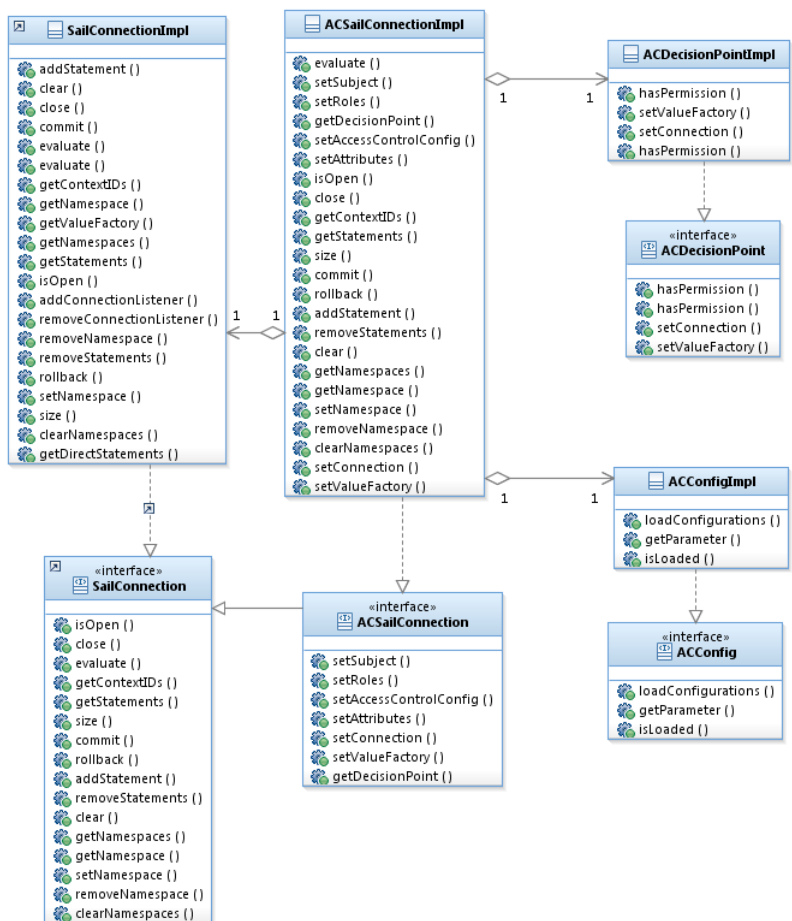 SailConnectionImpl
addStatement ()
clear ()
close ()
commit ()
evaluate ()
evaluate ()
getContextIDs ()
getNamespace ()
getValueFactory ()
getNamespaces ()
getStatements ()
isOpen ()
addConnectionListener ()
removeConnectionListener ()
removeNamespace ()
removeStatements ()
rollback ()
setNamespace ()
size ()
clearNamespaces ()
getDirectStatements ()
1 1
ACSailConnectionImpl
evaluate ()
setSubject ()
setRoles ()
getDecisionPoint ()
setAccessControlConfig ()
setAttributes ()
isOpen ()
close ()
getContextIDs ()
getStatements ()
size ()
commit ()
rollback ()
addStatement ()
removeStatements ()
clear ()
getNamespaces ()
getNamespace ()
setNamespace ()
removeNamespace ()
clearNamespaces ()
setConnection ()
setValueFactory ()
1 1
ACDecisionPointImpl
hasPermission ()
setValueFactory ()
setConnection ()
hasPermission ()
«interface»
ACDecisionPoint
hasPermission ()
hasPermission ()
setConnection ()
setValueFactory ()
1 1
ACConfigImpl
loadConfigurations ()
getParameter ()
isLoaded ()
«interface»
ACConfig
loadConfigurations ()
getParameter ()
isLoaded ()
«interface»
SailConnection
isOpen ()
close ()
evaluate ()
getContextIDs ()
getStatements ()
size ()
commit ()
rollback ()
addStatement ()
removeStatements ()
clear ()
getNamespaces ()
getNamespace ()
setNamespace ()
removeNamespace ()
clearNamespaces ()
«interface»
ACSailConnection
setSubject ()
setRoles ()
setAccessControlConfig ()
setAttributes ()
setConnection ()
setValueFactory ()
getDecisionPoint ()